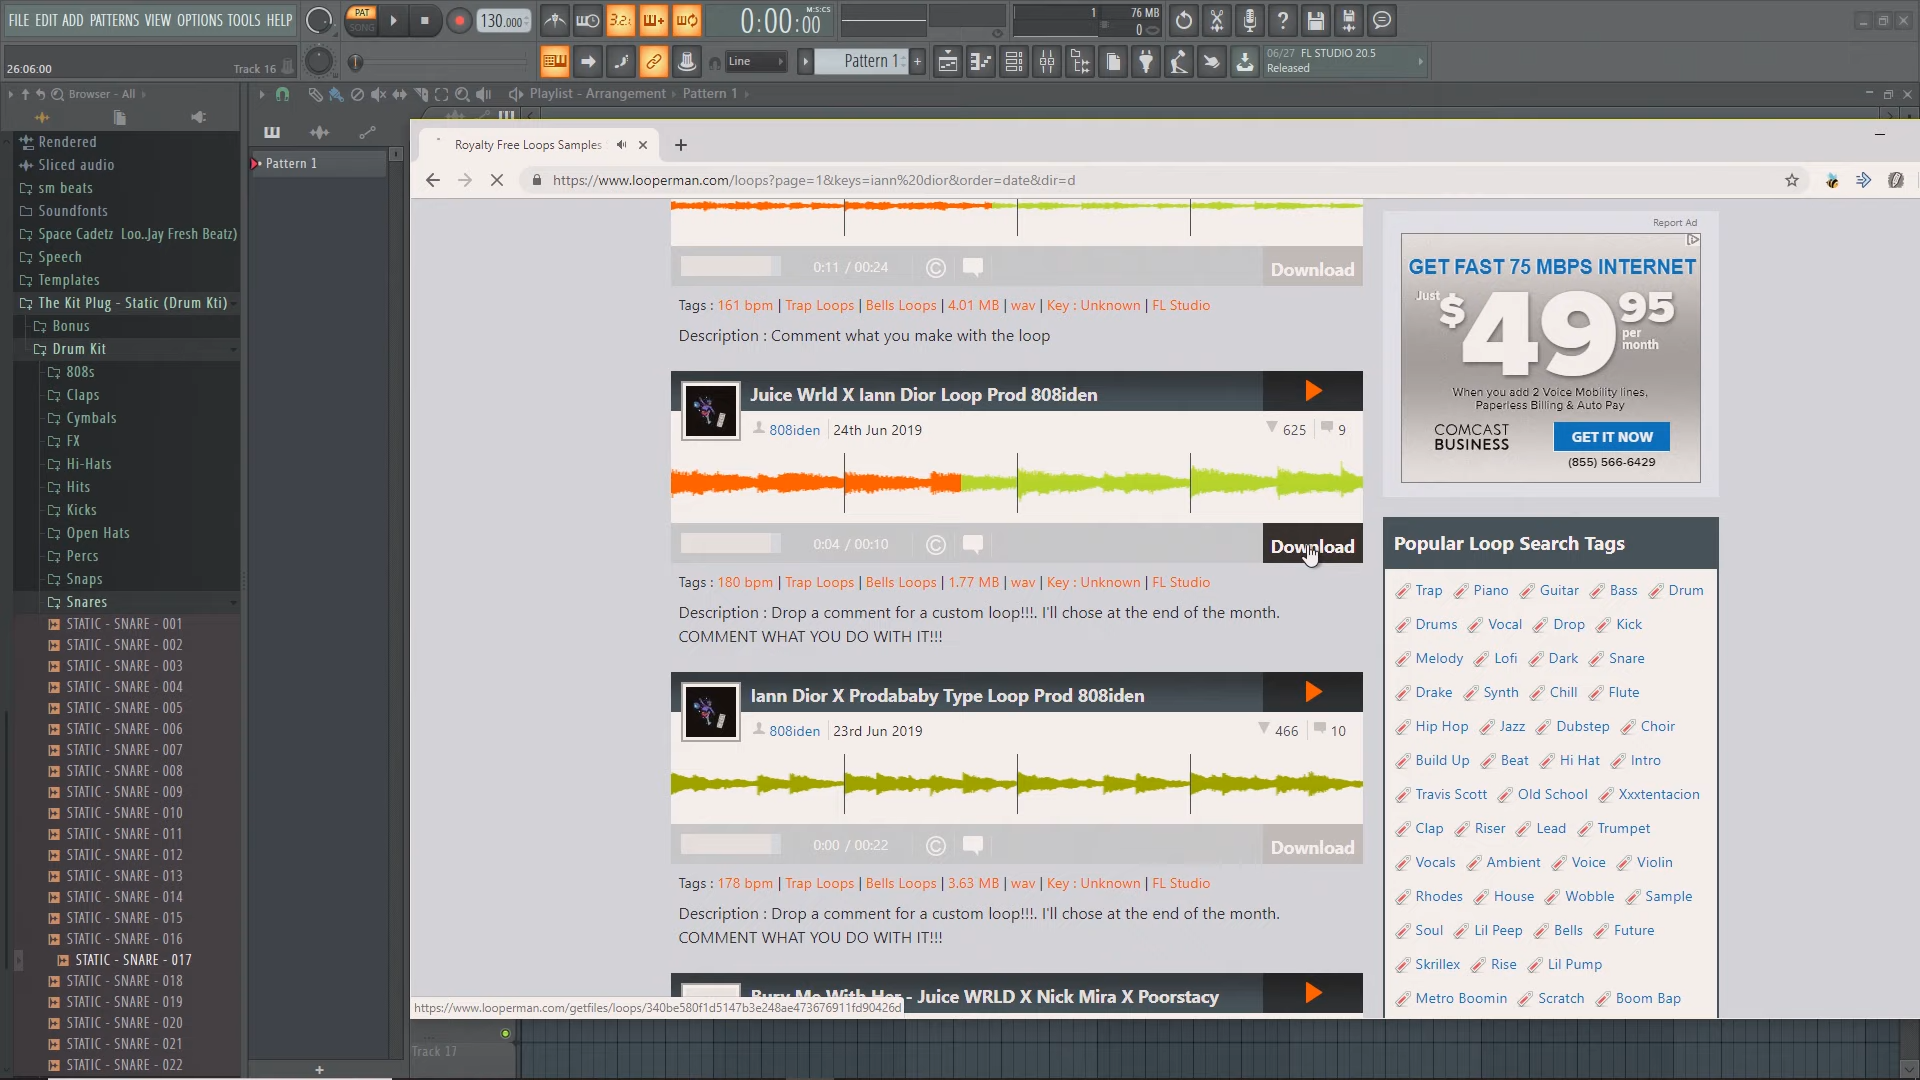 FILE EDIT ADD PATTERNS VIEW OPTIONS TOOLS HELP
PAT
SONG
130.000
3.2.
0:00:00
M:S:CS
1
76 MB
0
26:06:00
Track 16
Line
Pattern 1
06/27 FL STUDIO 20.5
Released
Browser - All
Playlist - Arrangement
Pattern 1
Rendered
Sliced audio
sm beats
Soundfonts
Space Cadetz Loo..Jay Fresh Beatz)
Speech
Templates
The Kit Plug - Static (Drum Kti)
Bonus
Drum Kit
808s
Claps
Cymbals
FX
Hi-Hats
Hits
Kicks
Open Hats
Percs
Snaps
Snares
STATIC - SNARE - 001
STATIC - SNARE - 002
STATIC - SNARE - 003
STATIC - SNARE - 004
STATIC - SNARE - 005
STATIC - SNARE - 006
STATIC - SNARE - 007
STATIC - SNARE - 008
STATIC - SNARE - 009
STATIC - SNARE - 010
STATIC - SNARE - 011
STATIC - SNARE - 012
STATIC - SNARE - 013
STATIC - SNARE - 014
STATIC - SNARE - 015
STATIC - SNARE - 016
STATIC - SNARE - 017
STATIC - SNARE - 018
STATIC - SNARE - 019
STATIC - SNARE - 020
STATIC - SNARE - 021
STATIC - SNARE - 022
Pattern 1
Royalty Free Loops Samples
https://www.looperman.com/loops?page=1&keys=iann%20dior&order=date&dir=d
0:11 / 00:24
Download
Tags : 161 bpm | Trap Loops | Bells Loops | 4.01 MB | wav | Key : Unknown | FL Studio
Description : Comment what you make with the loop
Juice Wrld X Iann Dior Loop Prod 808iden
808iden
24th Jun 2019
625
9
0:04 / 00:10
Download
Tags : 180 bpm | Trap Loops | Bells Loops | 1.77 MB | wav | Key : Unknown | FL Studio
Description : Drop a comment for a custom loop!!!. I'll chose at the end of the month.
COMMENT WHAT YOU DO WITH IT!!!
Iann Dior X Prodababy Type Loop Prod 808iden
808iden
23rd Jun 2019
466
10
0:00 / 00:22
Download
Tags : 178 bpm | Trap Loops | Bells Loops | 3.63 MB | wav | Key : Unknown | FL Studio
Description : Drop a comment for a custom loop!!!. I'll chose at the end of the month.
COMMENT WHAT YOU DO WITH IT!!!
Bury Me With Her - Juice WRLD X Nick Mira X Poorstacy
https://www.looperman.com/getfiles/loops/340be580f1d5147b3e248ae473676911fd90426d
Track 17
Report Ad
GET FAST 75 MBPS INTERNET
Just
$4995
per
month
When you add 2 Voice Mobility lines,
Paperless Billing & Auto Pay
COMCAST
BUSINESS
GET IT NOW
(855) 566-6429
Popular Loop Search Tags
Trap Piano Guitar Bass Drum
Drums Vocal Drop Kick
Melody Lofi Dark Snare
Drake Synth Chill Flute
Hip Hop Jazz Dubstep Choir
Build Up Beat Hi Hat Intro
Travis Scott Old School Xxxtentacion
Clap Riser Lead Trumpet
Vocals Ambient Voice Violin
Rhodes House Wobble Sample
Soul Lil Peep Bells Future
Skrillex Rise Lil Pump
Metro Boomin Scratch Boom Bap